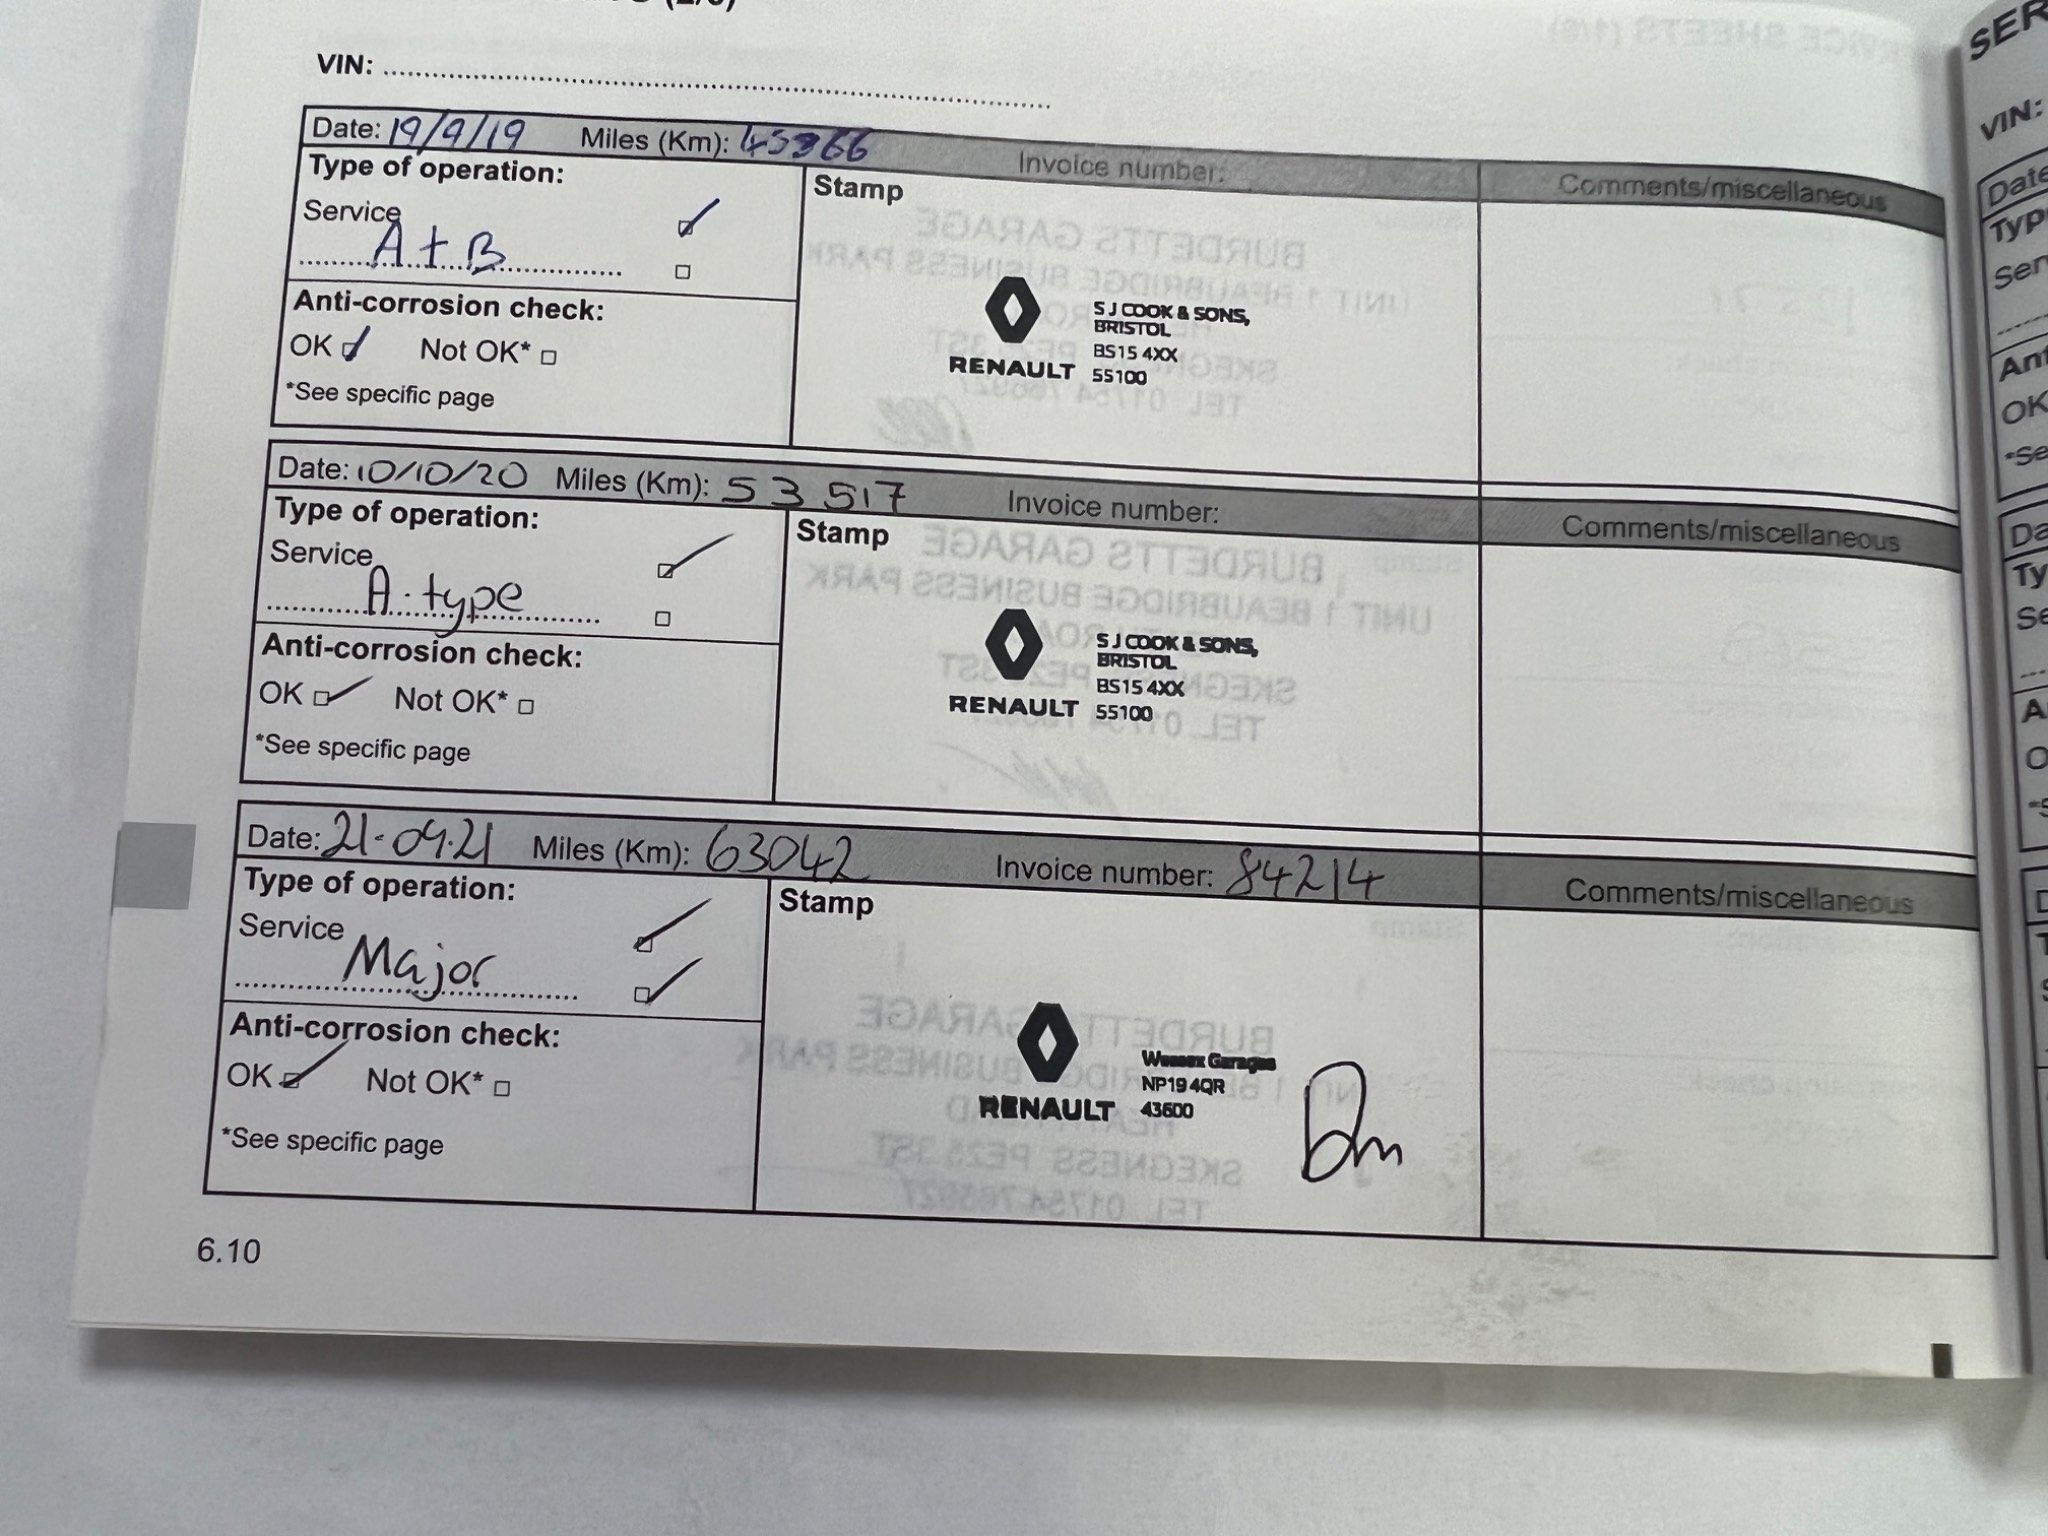 VIN:
Date: 19/9/19 Miles (Km): 45366 Invoice number:
Type of operation: Stamp Comments/miscellaneous
Service
A + B
Anti-corrosion check:
OK Not OK*
*See specific page
RENAULT
S J COOK & SONS,
BRISTOL
BS15 4XX
55100
Date: 10/10/20 Miles (Km): 53 517 Invoice number:
Type of operation: Stamp Comments/miscellaneous
Service
A-type
Anti-corrosion check:
OK Not OK*
*See specific page
RENAULT
S J COOK & SONS,
BRISTOL
BS15 4XX
55100
Date: 21-04.21 Miles (Km): 63042 Invoice number: 84214
Type of operation: Stamp Comments/miscellaneous
Service
Major
Anti-corrosion check:
OK Not OK*
*See specific page
RENAULT
Wessex Garages
NP19 4QR
43600
6.10
SER
VIN: